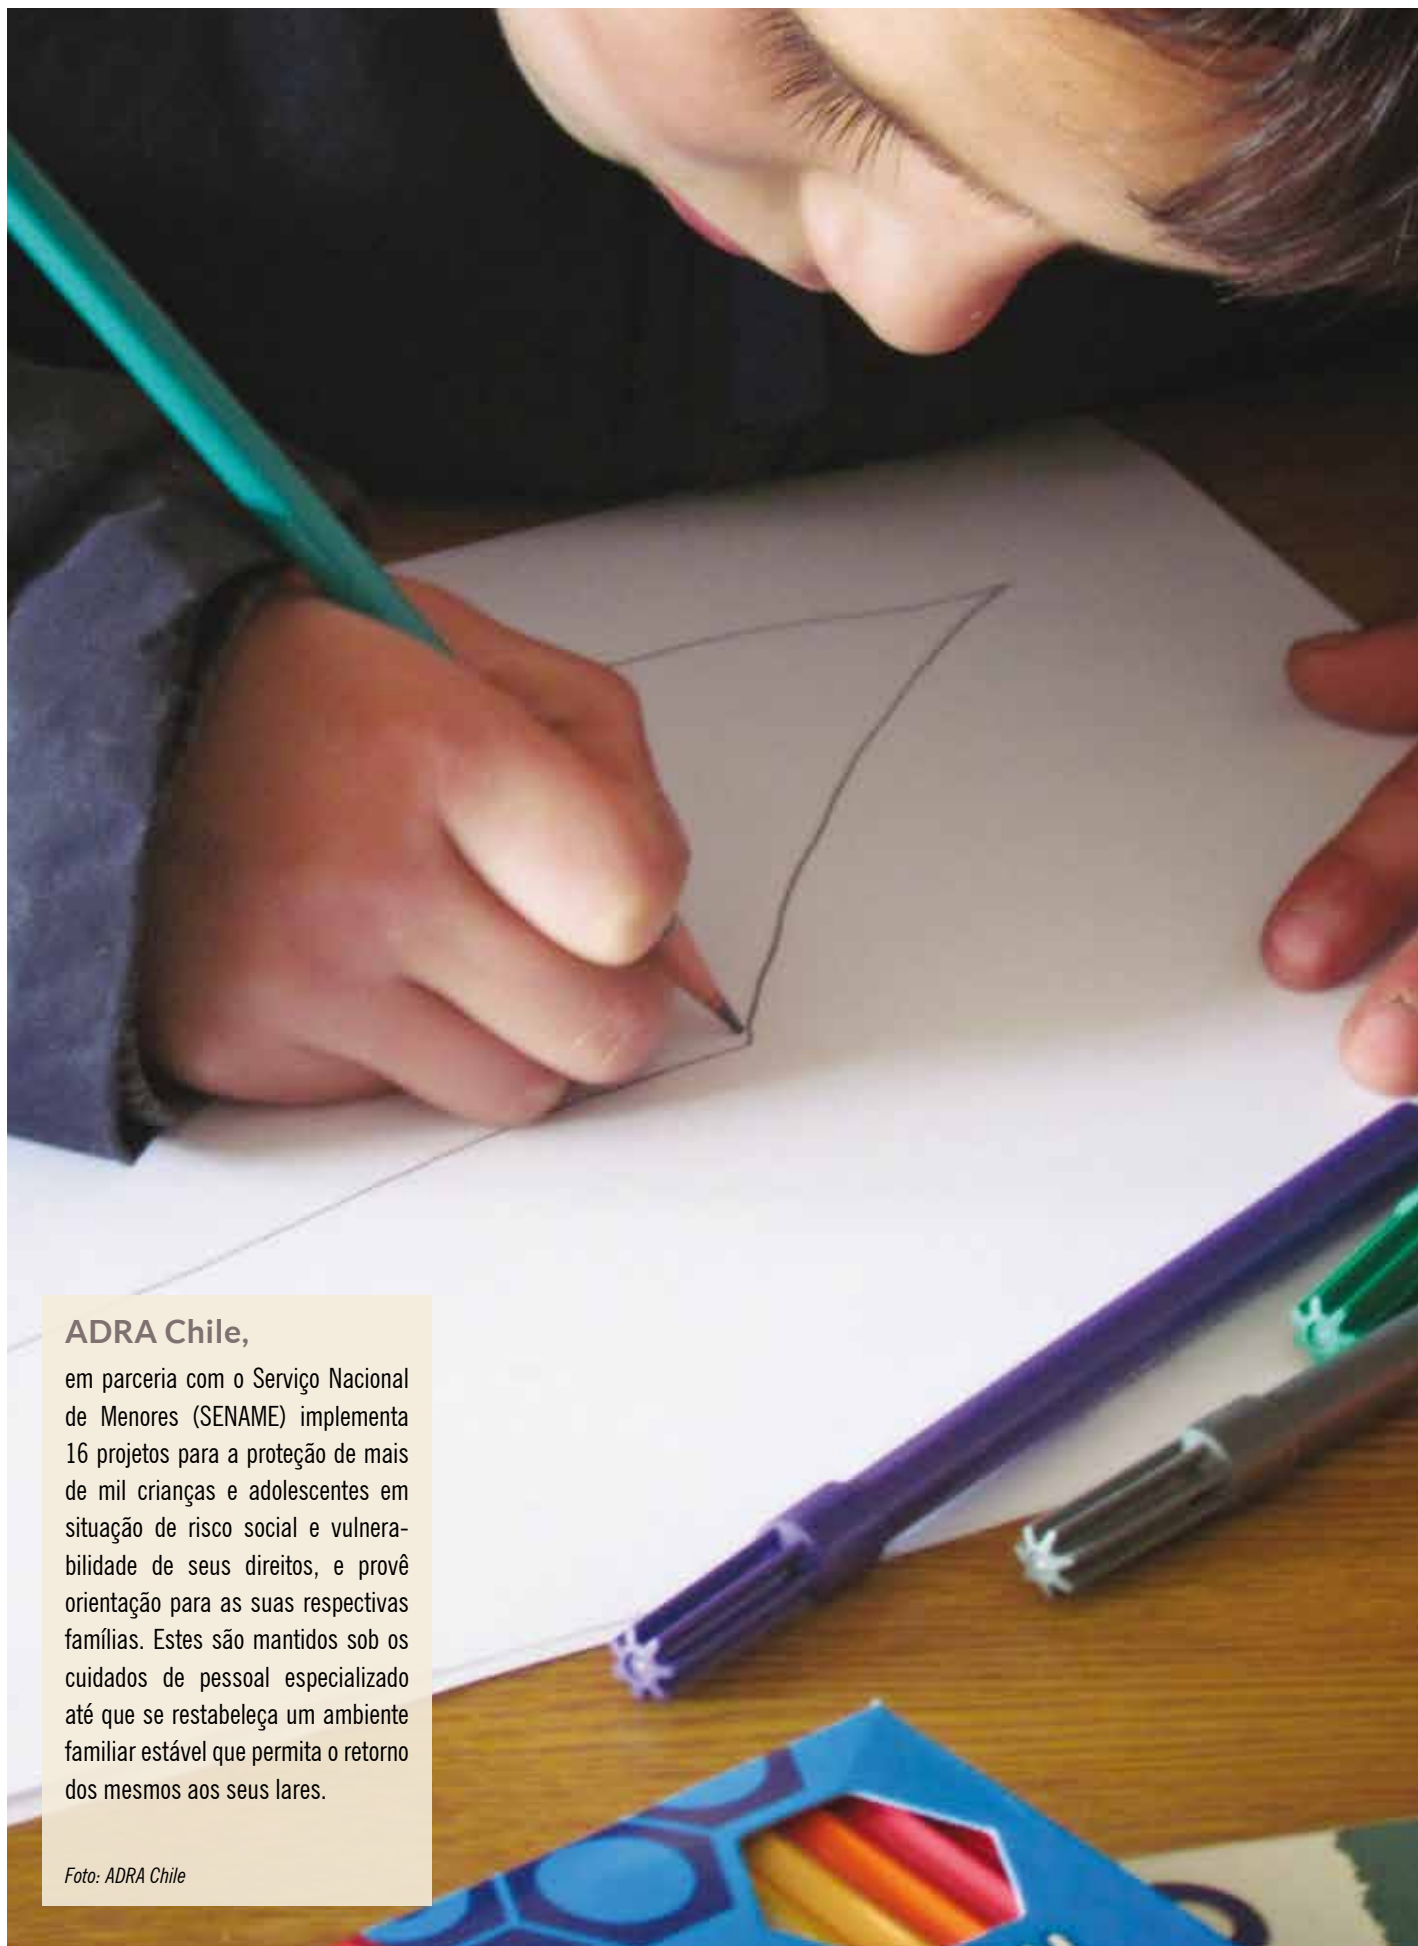 ADRA Chile,
em parceria com o Serviço Nacional
de Menores (SENAME) implementa
16 projetos para a proteção de mais
de mil crianças e adolescentes em
situação de risco social e vulnera-
bilidade de seus direitos, e provê
orientação para as suas respectivas
famílias. Estes são mantidos sob os
cuidados de pessoal especializado
até que se restabeleça um ambiente
familiar estável que permita o retorno
dos mesmos aos seus lares.
Foto: ADRA Chile